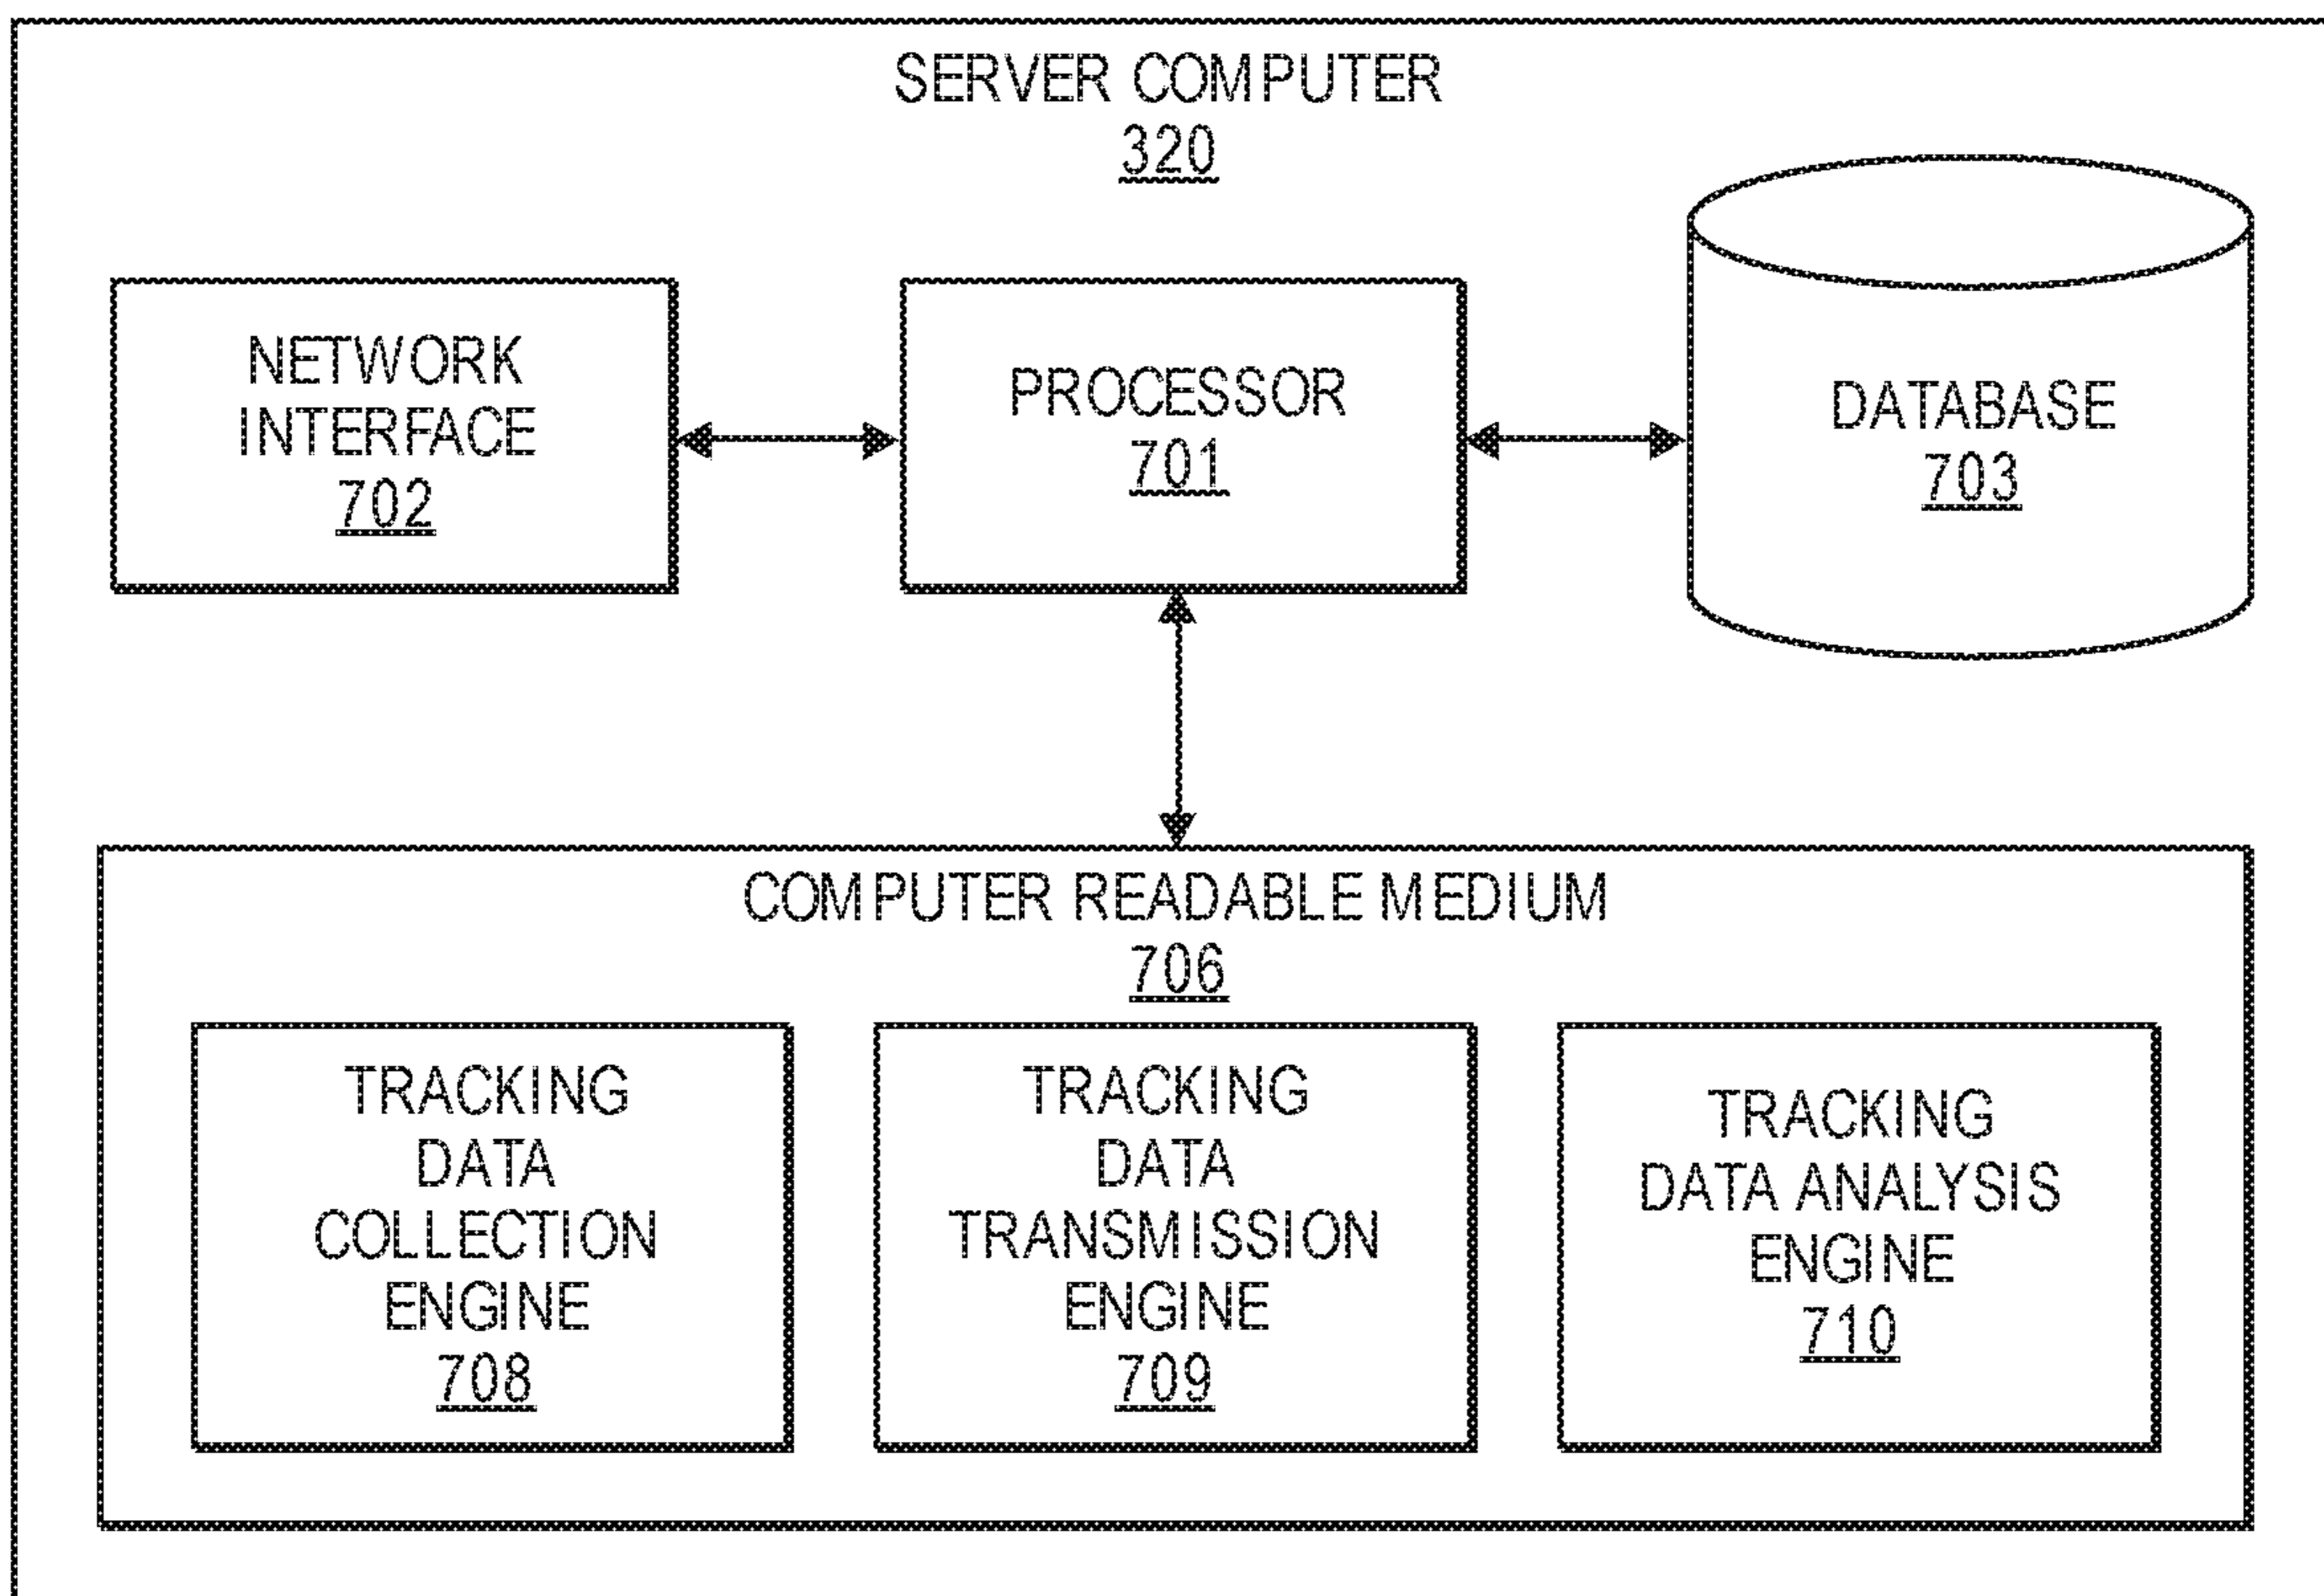 SERVER COMPUTER
320
NETWORK
INTERFACE
702
PROCESSOR
701
DATABASE
703
COMPUTER READABLE MEDIUM
706
TRACKING
DATA
COLLECTION
ENGINE
708
TRACKING
DATA
TRANSMISSION
ENGINE
709
TRACKING
DATA ANALYSIS
ENGINE
710